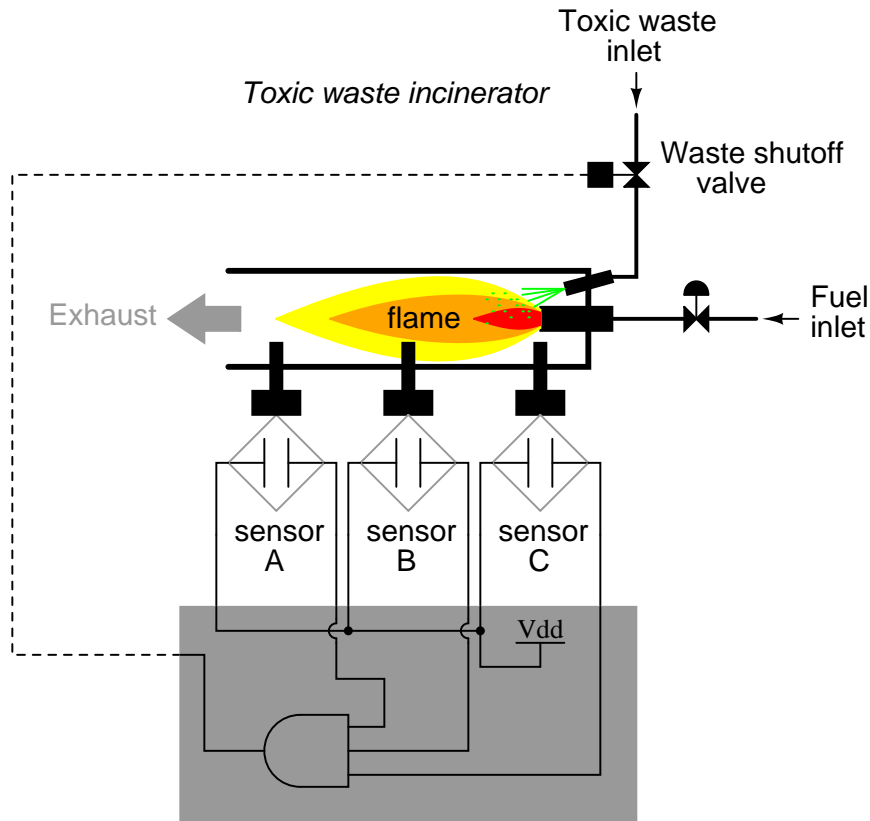 Toxic waste
inlet
Toxic waste incinerator
Waste shutoff
valve
Exhaust
flame
Fuel
inlet
sensor
A
sensor
B
sensor
C
Vdd